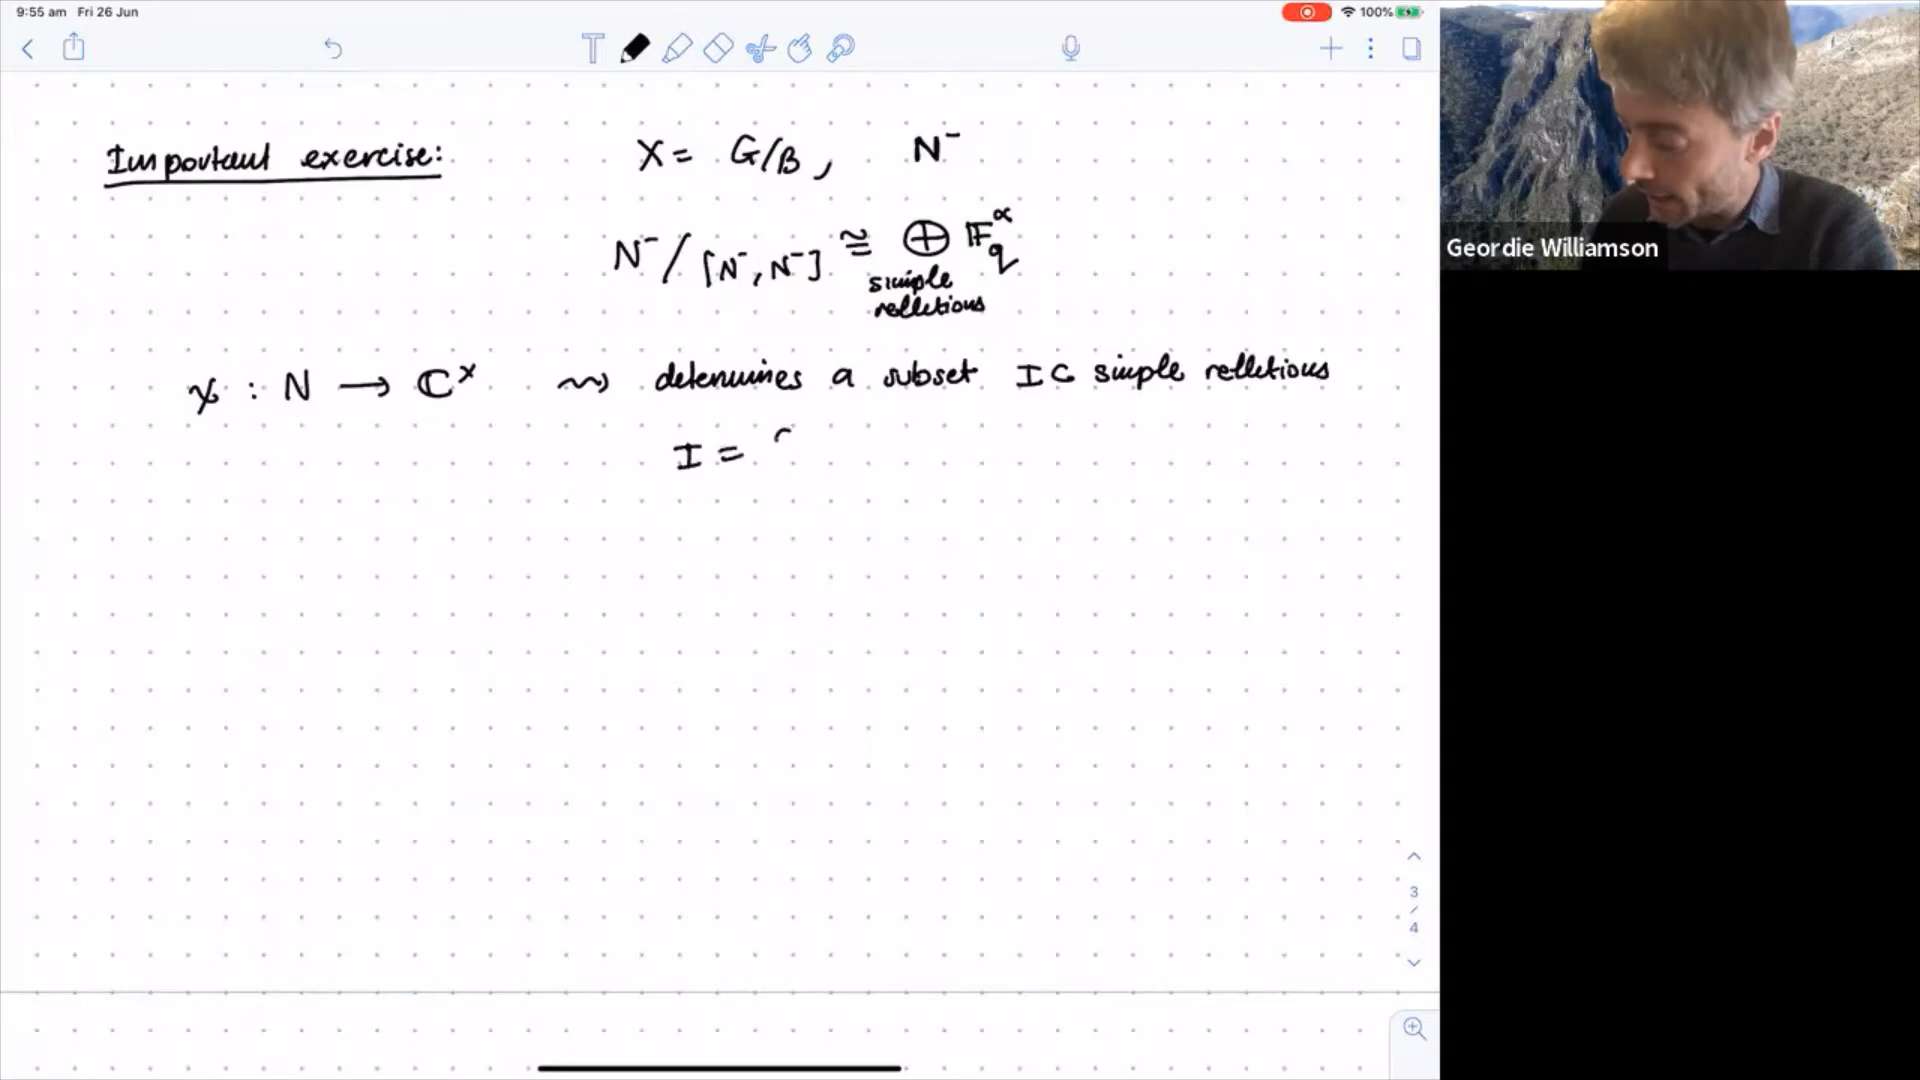 9:55 am Fri 26 Jun
100%
Important exercise: X = G/B, N⁻
N⁻/[N⁻, N⁻] ≅ ⊕ 𝔽_q^α
simple
reflections
χ : N → ℂ^× ⇝ determines a subset I ⊂ simple reflections
I =
Geordie Williamson
3
/
4